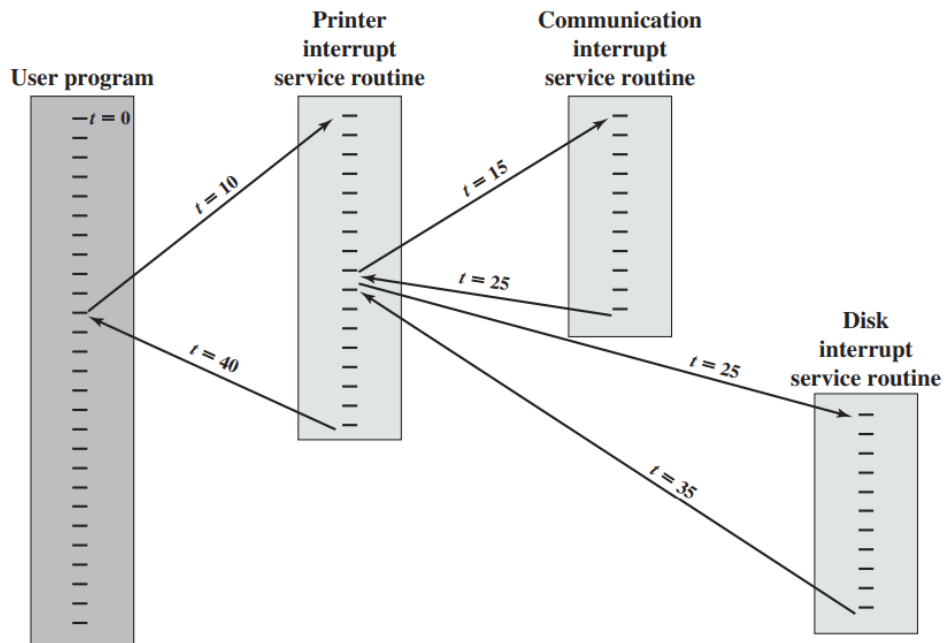 User program
t = 0
Printer
interrupt
service routine
Communication
interrupt
service routine
t = 10
t = 15
t = 25
t = 40
t = 25
t = 35
Disk
interrupt
service routine